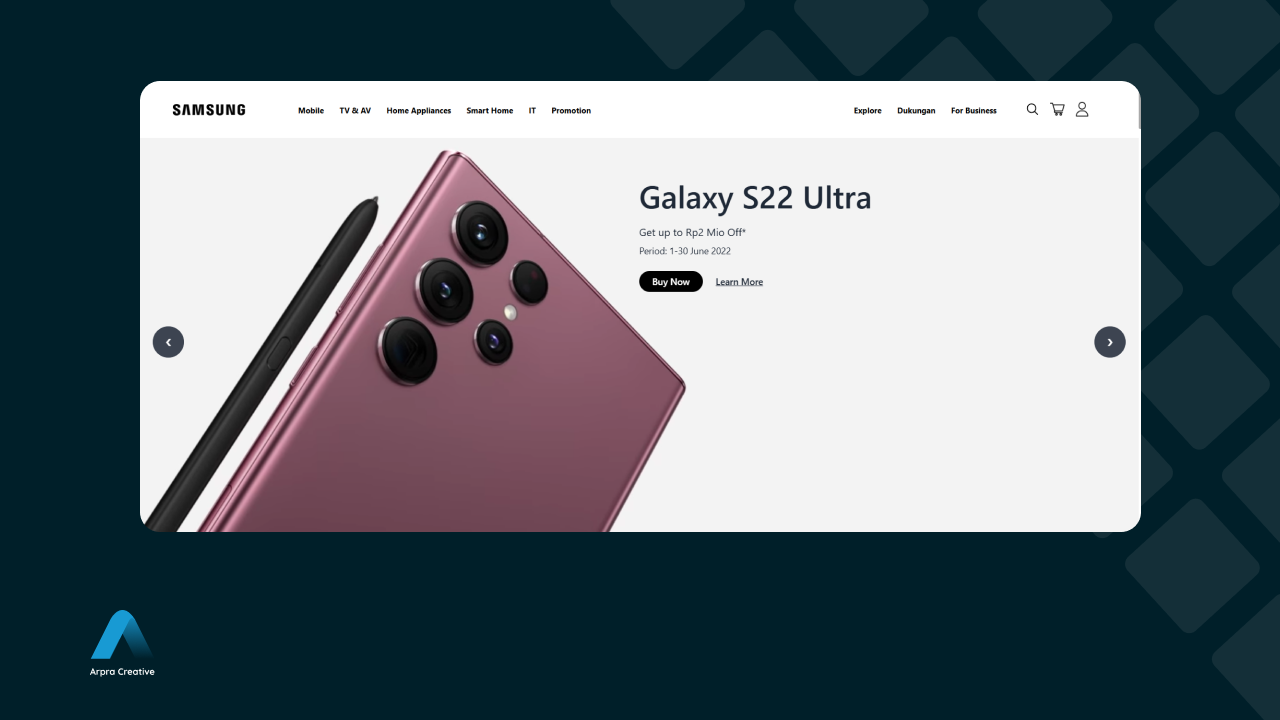 SAMSUNG Mobile TV & AV Home Appliances Smart Home IT Promotion Explore Dukungan For Business
Galaxy S22 Ultra
Get up to Rp2 Mio Off*
Period: 1-30 June 2022
Buy Now Learn More
Arpra Creative